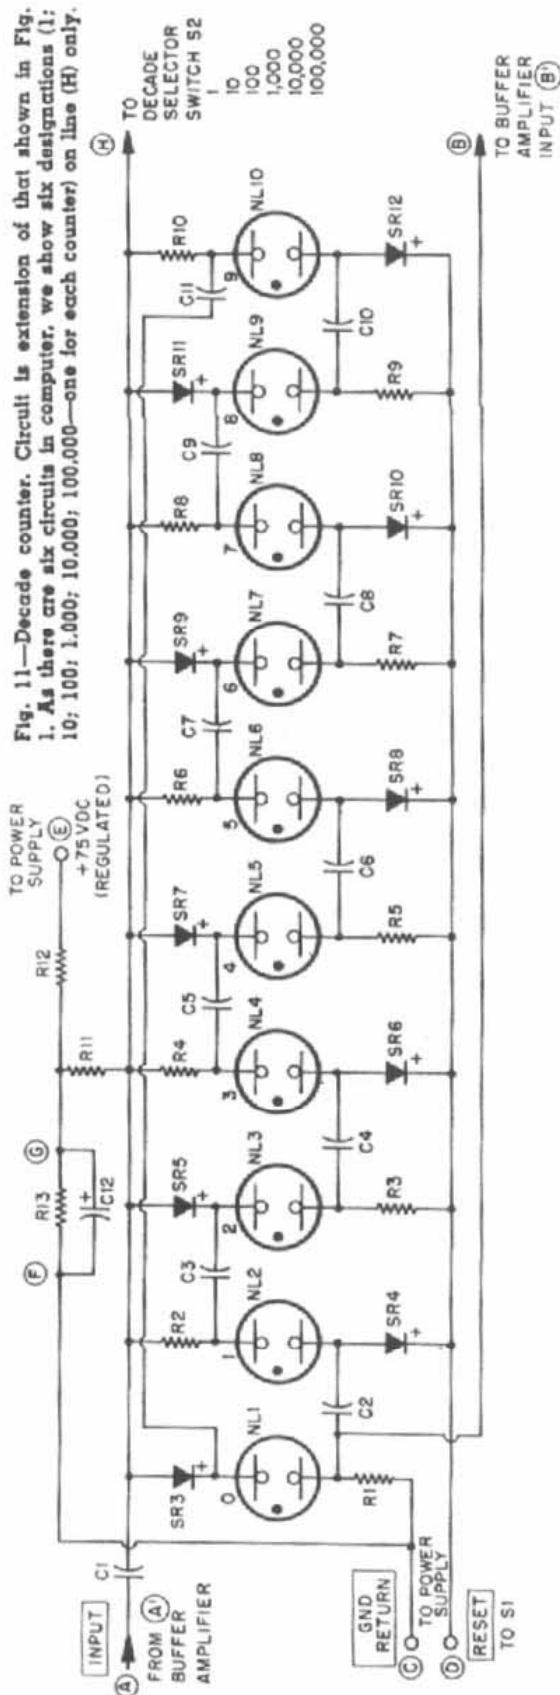 Fig. 11—Decade counter. Circuit is extension of that shown in Fig.
1. As there are six circuits in computer, we show six designations (1;
10; 100; 1,000; 10,000; 100,000—one for each counter) on line (H) only.
TO POWER
SUPPLY
E
+75VDC
(REGULATED)
R12
R11
G
R13
C12
F
INPUT
A
FROM A'
BUFFER
AMPLIFIER
C1
H
TO
DECADE
SELECTOR
SWITCH S2
1
10
100
1,000
10,000
100,000
SR3
R2
SR5
R4
SR7
R6
SR9
R8
SR11
R10
C3
C5
C7
C9
C11
0
NL1
1
NL2
2
NL3
3
NL4
4
NL5
5
NL6
6
NL7
7
NL8
8
NL9
9
NL10
C2
C4
C6
C8
C10
R1
SR4
R3
SR6
R5
SR8
R7
SR10
R9
SR12
GND
RETURN
C
TO POWER
SUPPLY
D
RESET
TO S1
B
TO BUFFER
AMPLIFIER
INPUT B'
+
+
+
+
+
+
+
+
+
+
+